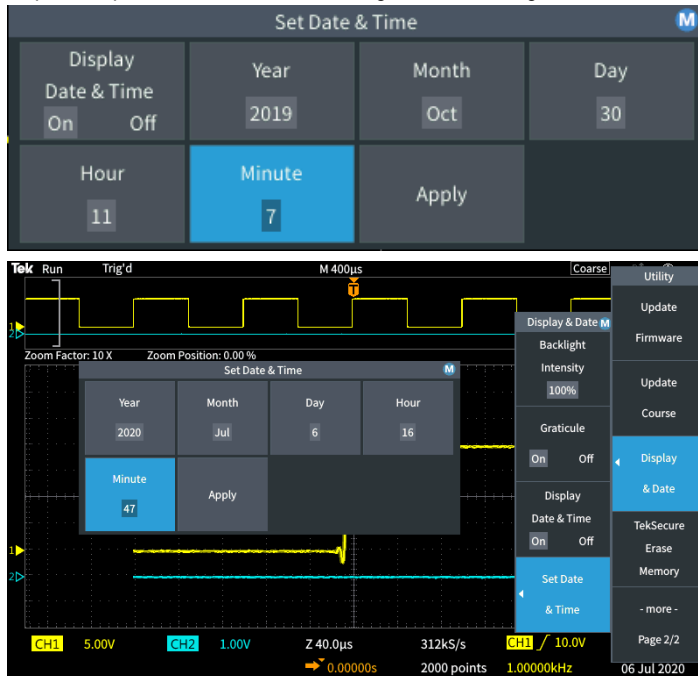 Set Date & Time
M
Display
Date & Time
On Off
Year
2019
Month
Oct
Day
30
Hour
11
Minute
7
Apply
Tek Run Trig'd M 400µs Coarse
T
1
2
Zoom Factor: 10 X Zoom Position: 0.00 %
Set Date & Time
M
Year
2020
Month
Jul
Day
6
Hour
16
Minute
47
Apply
1
2
Display & Date M
Backlight
Intensity
100%
Graticule
On Off
Display
Date & Time
On Off
Set Date
& Time
Utility
Update
Firmware
Update
Course
Display
& Date
TekSecure
Erase
Memory
- more -
Page 2/2
CH1 5.00V CH2 1.00V Z 40.0µs 312kS/s CH1 / 10.0V
0.00000s 2000 points 1.00000kHz 06 Jul 2020